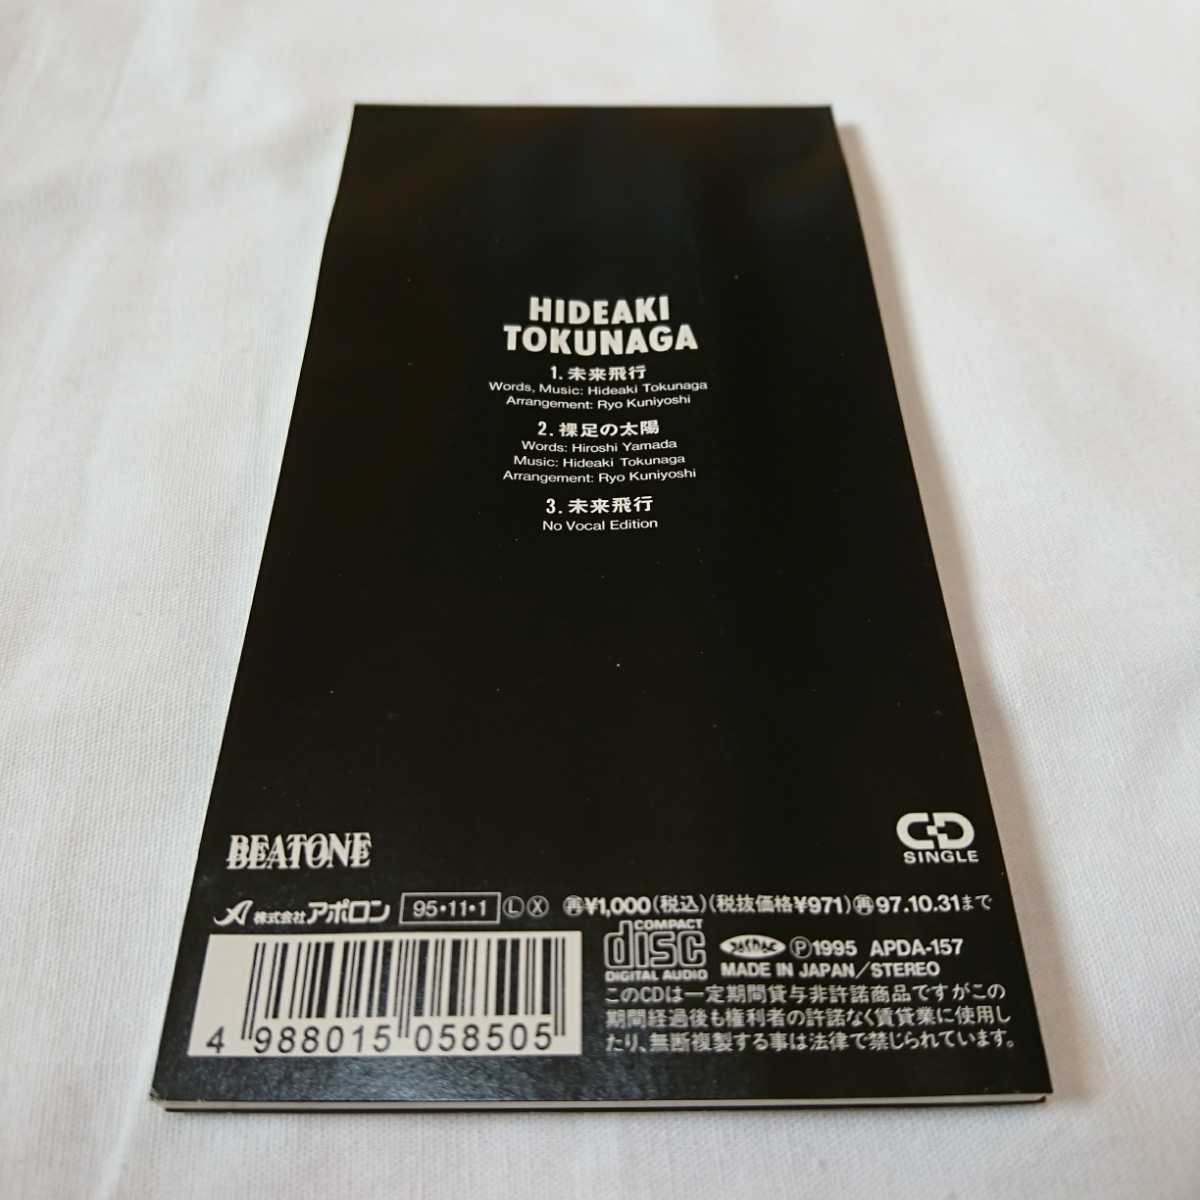 HIDEAKI
TOKUNAGA
1. 未来飛行
Words, Music: Hideaki Tokunaga
Arrangement: Ryo Kuniyoshi
2. 裸足の太陽
Words: Hiroshi Yamada
Music: Hideaki Tokunaga
Arrangement: Ryo Kuniyoshi
3. 未来飛行
No Vocal Edition
BEATONE
CD
SINGLE
株式会社アポロン 95・11・1 Ⓛ Ⓧ ㊢¥1,000(税込)(税抜価格¥971)㊢97.10.31まで
COMPACT
disc
DIGITAL AUDIO
JASRAC ℗1995 APDA-157
MADE IN JAPAN/STEREO
このCDは一定期間貸与非許諾商品ですがこの
期間経過後も権利者の許諾なく賃貸業に使用し
たり、無断複製する事は法律で禁じられています。
4 988015 058505